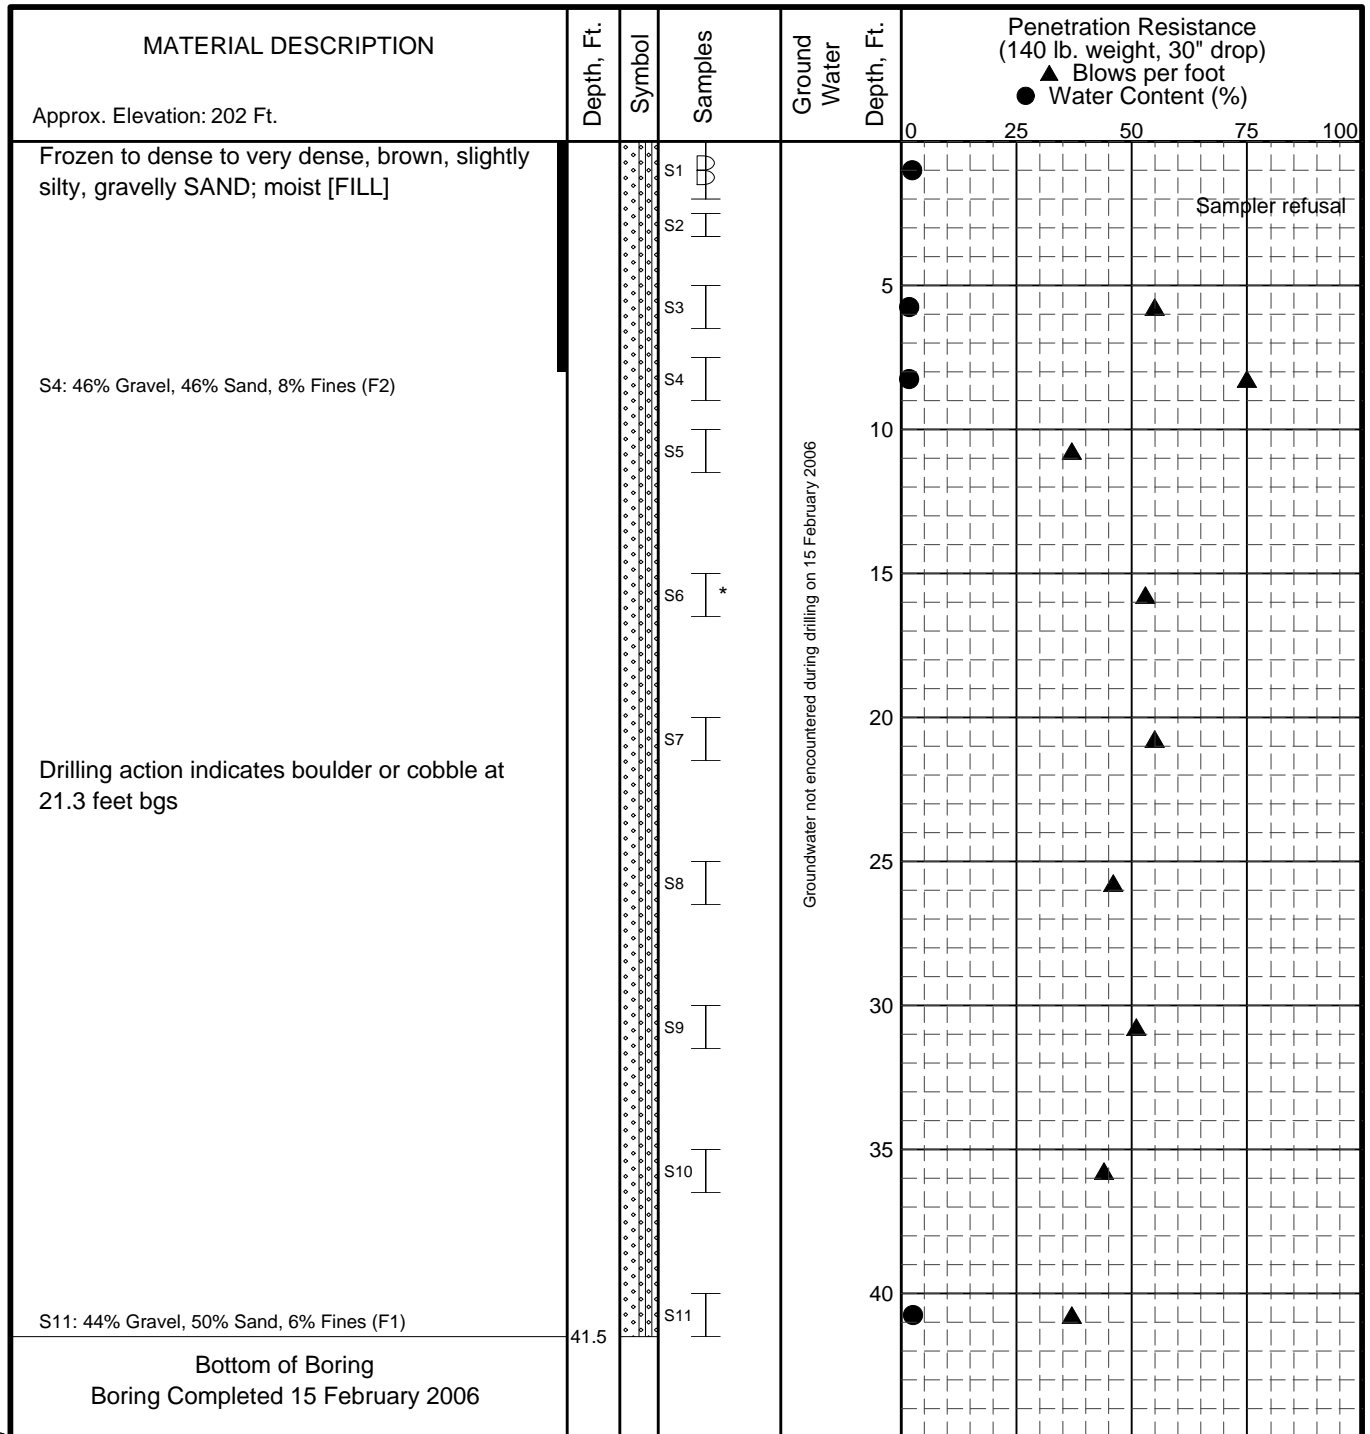 MATERIAL DESCRIPTION
Approx. Elevation: 202 Ft.
Depth, Ft.
Symbol
Samples
Ground
Water
Depth, Ft.
Penetration Resistance
(140 lb. weight, 30" drop)
▲ Blows per foot
● Water Content (%)
0 25 50 75 100
Frozen to dense to very dense, brown, slightly
silty, gravelly SAND; moist [FILL]
S1
Sampler refusal
S2
5
S3
S4: 46% Gravel, 46% Sand, 8% Fines (F2)
S4
10
S5
Groundwater not encountered during drilling on 15 February 2006
15
S6 *
20
S7
Drilling action indicates boulder or cobble at
21.3 feet bgs
25
S8
30
S9
35
S10
40
S11: 44% Gravel, 50% Sand, 6% Fines (F1)
S11
41.5
Bottom of Boring
Boring Completed 15 February 2006